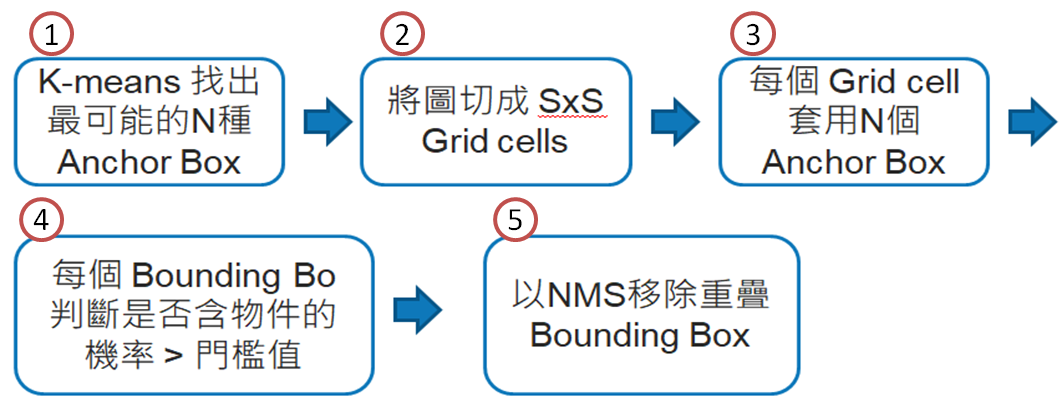 1
K-means 找出
最可能的N種
Anchor Box
2
將圖切成 SxS
Grid cells
3
每個 Grid cell
套用N個
Anchor Box
4
每個 Bounding Bo
判斷是否含物件的
機率 > 門檻值
5
以NMS移除重疊
Bounding Box